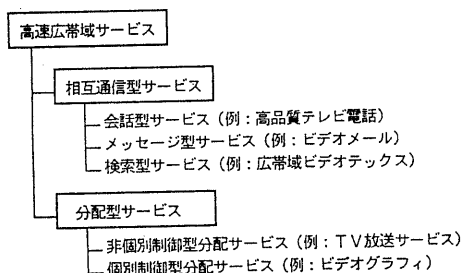 高速広帯域サービス
相互通信型サービス
会話型サービス（例：高品質テレビ電話）
メッセージ型サービス（例：ビデオメール）
検索型サービス（例：広帯域ビデオテックス）
分配型サービス
非個別制御型分配サービス（例：ＴＶ放送サービス）
個別制御型分配サービス（例：ビデオグラフィ）